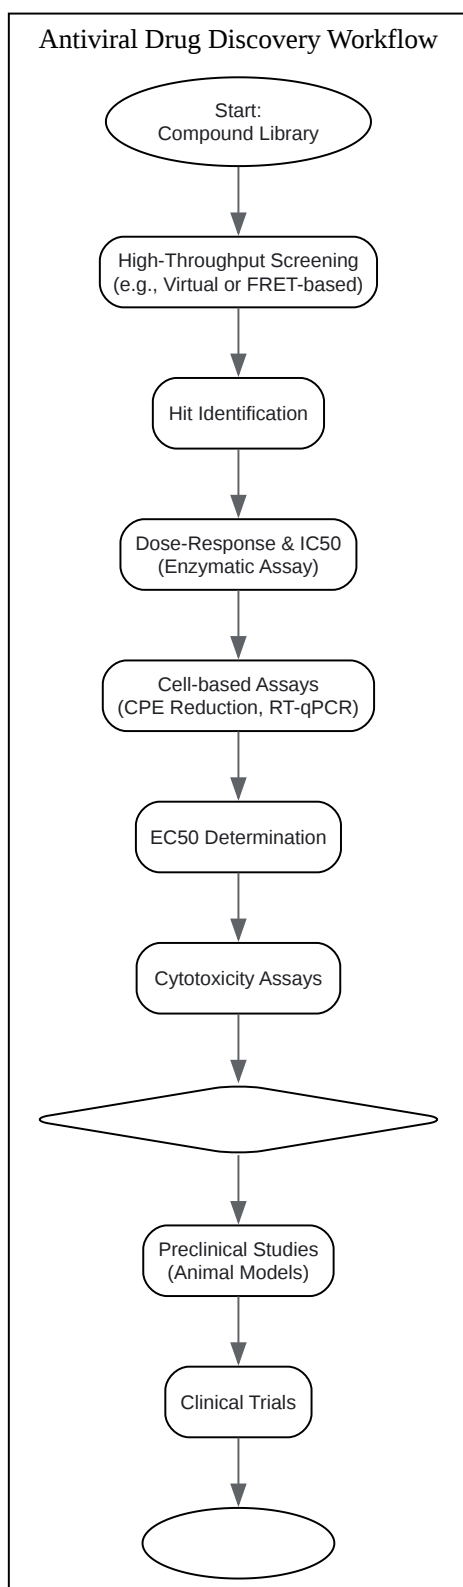 Antiviral Drug Discovery Workflow
Start:
Compound Library
High-Throughput Screening
(e.g., Virtual or FRET-based)
Hit Identification
Dose-Response & IC50
(Enzymatic Assay)
Cell-based Assays
(CPE Reduction, RT-qPCR)
EC50 Determination
Cytotoxicity Assays
Preclinical Studies
(Animal Models)
Clinical Trials